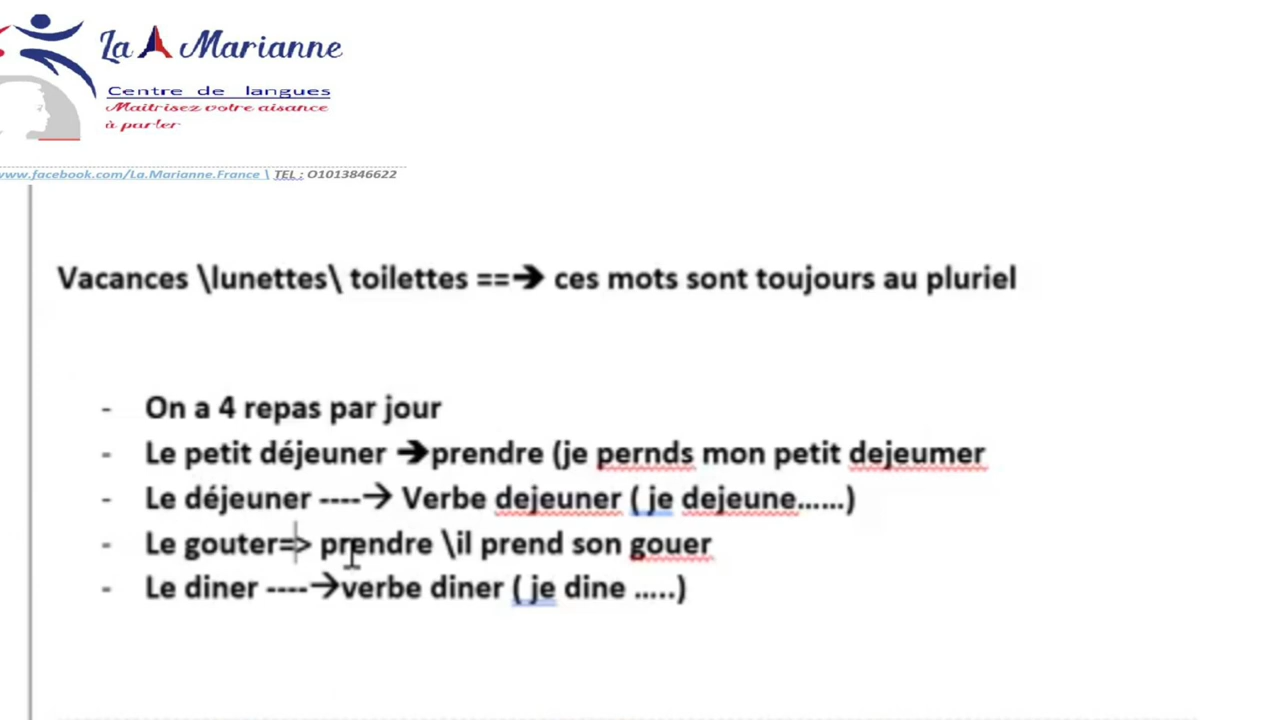 La Marianne
Centre de langues
Maitrisez votre aisance
à parler
www.facebook.com/La.Marianne.France \ TEL : O1013846622
Vacances \lunettes\ toilettes ==➔ ces mots sont toujours au pluriel
- On a 4 repas par jour
- Le petit déjeuner ➔prendre (je pernds mon petit dejeumer
- Le déjeuner ----→ Verbe dejeuner ( je dejeune……)
- Le gouter=> prendre \il prend son gouer
- Le diner ----→verbe diner ( je dine …..)